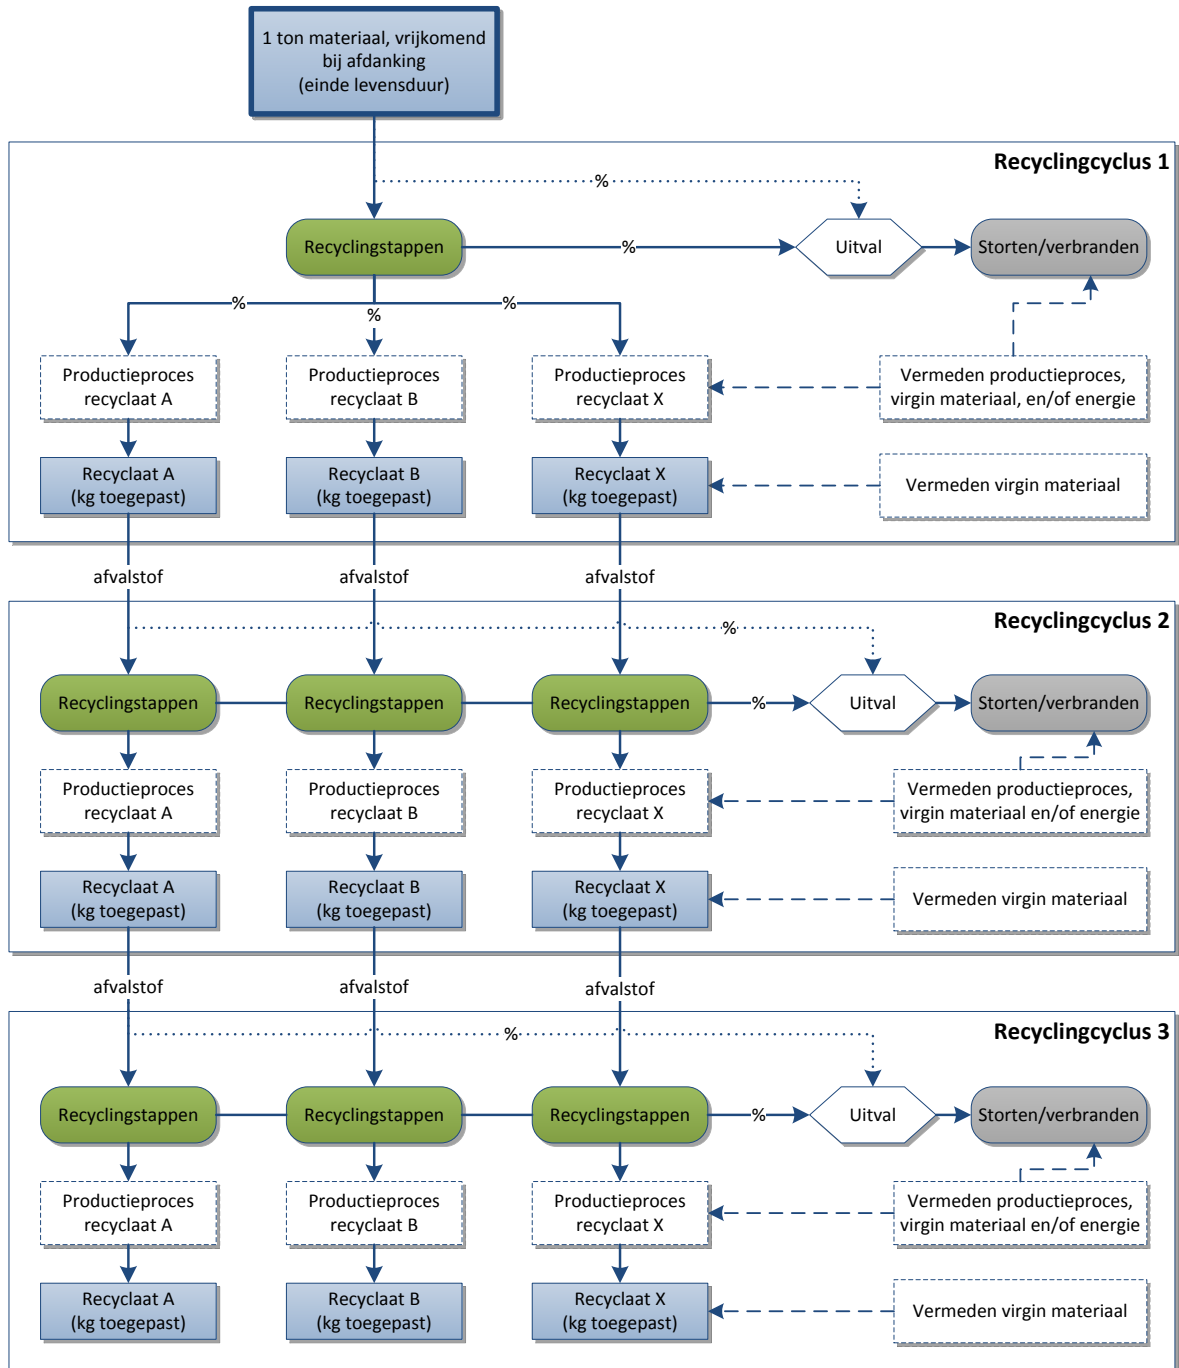 1 ton materiaal, vrijkomend
bij afdanking
(einde levensduur)
Recyclingcyclus 1
%
Recyclingstappen
%
Uitval
Storten/verbranden
%
%
%
Productieproces
recyclaat A
Productieproces
recyclaat B
Productieproces
recyclaat X
Vermeden productieproces,
virgin materiaal, en/of energie
Recyclaat A
(kg toegepast)
Recyclaat B
(kg toegepast)
Recyclaat X
(kg toegepast)
Vermeden virgin materiaal
afvalstof
afvalstof
afvalstof
Recyclingcyclus 2
%
Recyclingstappen
Recyclingstappen
Recyclingstappen
%
Uitval
Storten/verbranden
Productieproces
recyclaat A
Productieproces
recyclaat B
Productieproces
recyclaat X
Vermeden productieproces,
virgin materiaal en/of energie
Recyclaat A
(kg toegepast)
Recyclaat B
(kg toegepast)
Recyclaat X
(kg toegepast)
Vermeden virgin materiaal
afvalstof
afvalstof
afvalstof
Recyclingcyclus 3
%
Recyclingstappen
Recyclingstappen
Recyclingstappen
%
Uitval
Storten/verbranden
Productieproces
recyclaat A
Productieproces
recyclaat B
Productieproces
recyclaat X
Vermeden productieproces,
virgin materiaal en/of energie
Recyclaat A
(kg toegepast)
Recyclaat B
(kg toegepast)
Recyclaat X
(kg toegepast)
Vermeden virgin materiaal